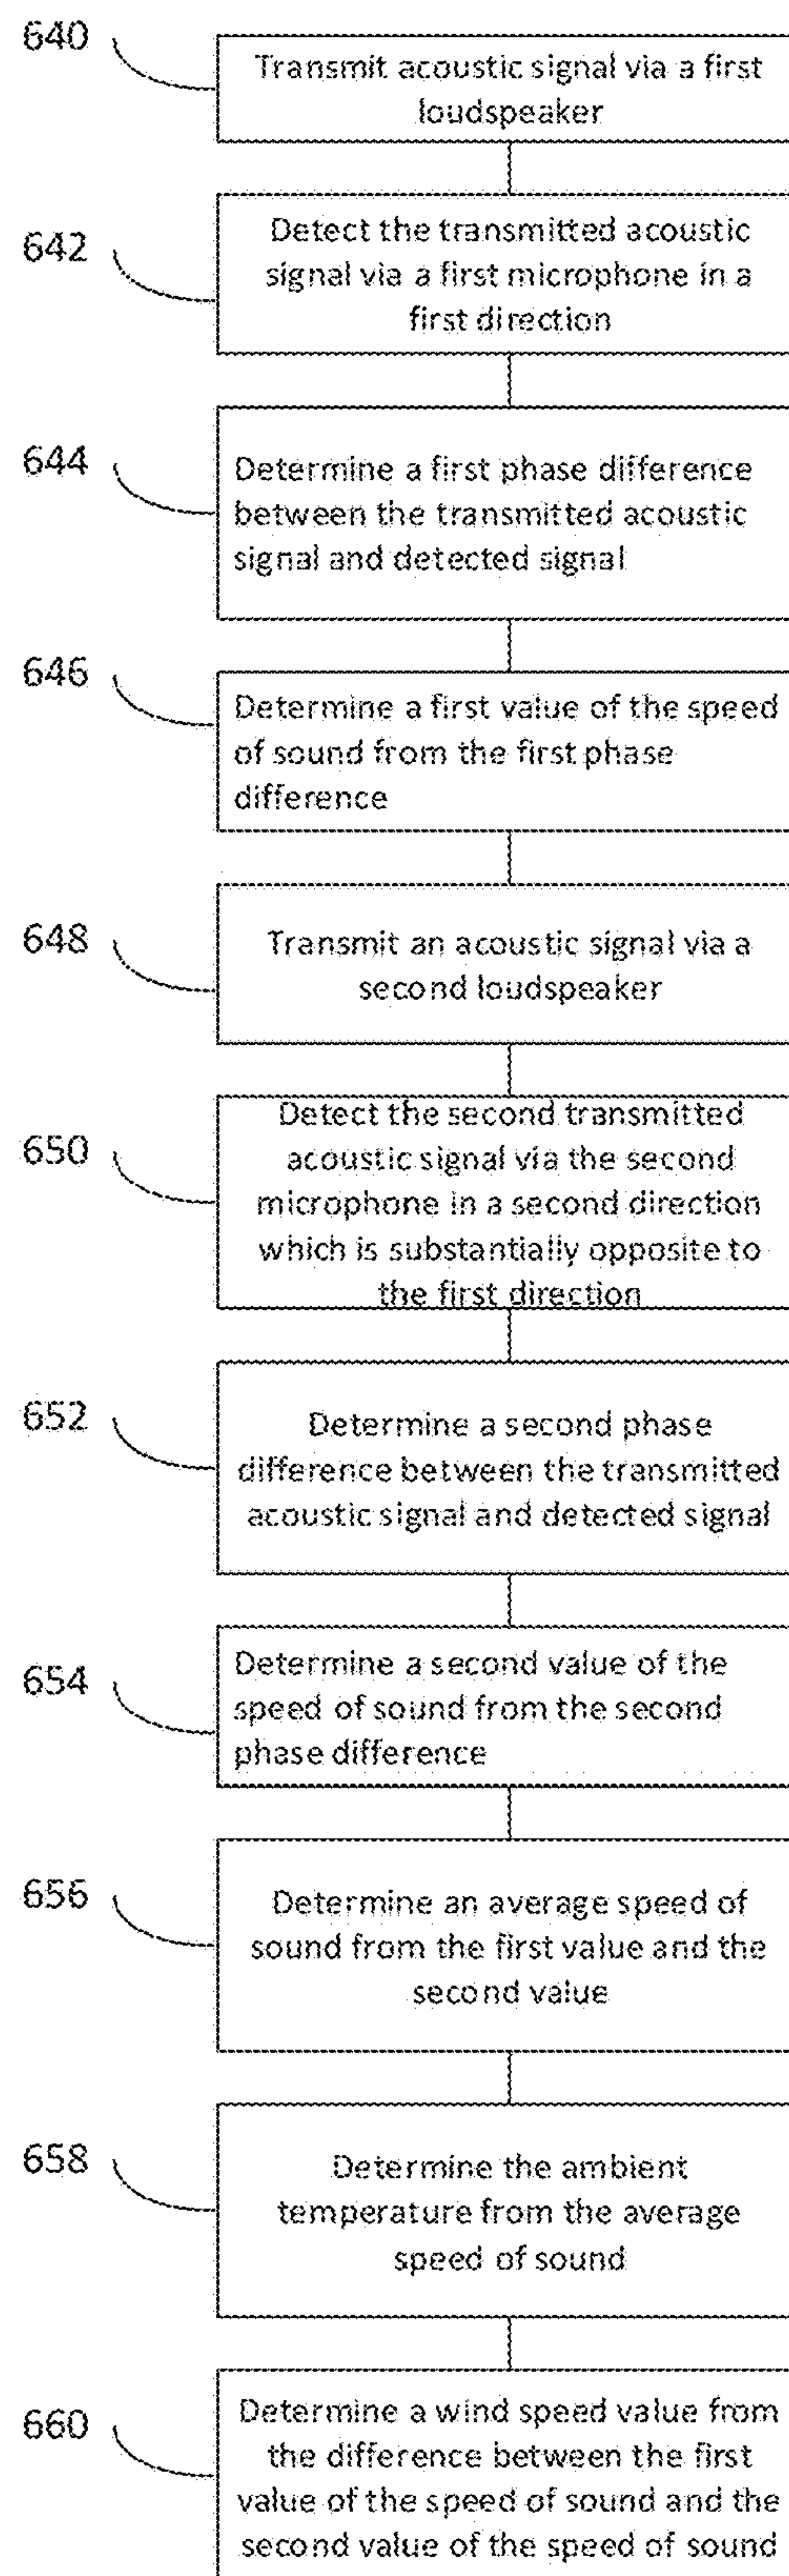 640
Transmit acoustic signal via a first
loudspeaker
642
Detect the transmitted acoustic
signal via a first microphone in a
first direction
644
Determine a first phase difference
between the transmitted acoustic
signal and detected signal
646
Determine a first value of the speed
of sound from the first phase
difference
648
Transmit an acoustic signal via a
second loudspeaker
650
Detect the second transmitted
acoustic signal via the second
microphone in a second direction
which is substantially opposite to
the first direction
652
Determine a second phase
difference between the transmitted
acoustic signal and detected signal
654
Determine a second value of the
speed of sound from the second
phase difference
656
Determine an average speed of
sound from the first value and the
second value
658
Determine the ambient
temperature from the average
speed of sound
660
Determine a wind speed value from
the difference between the first
value of the speed of sound and the
second value of the speed of sound